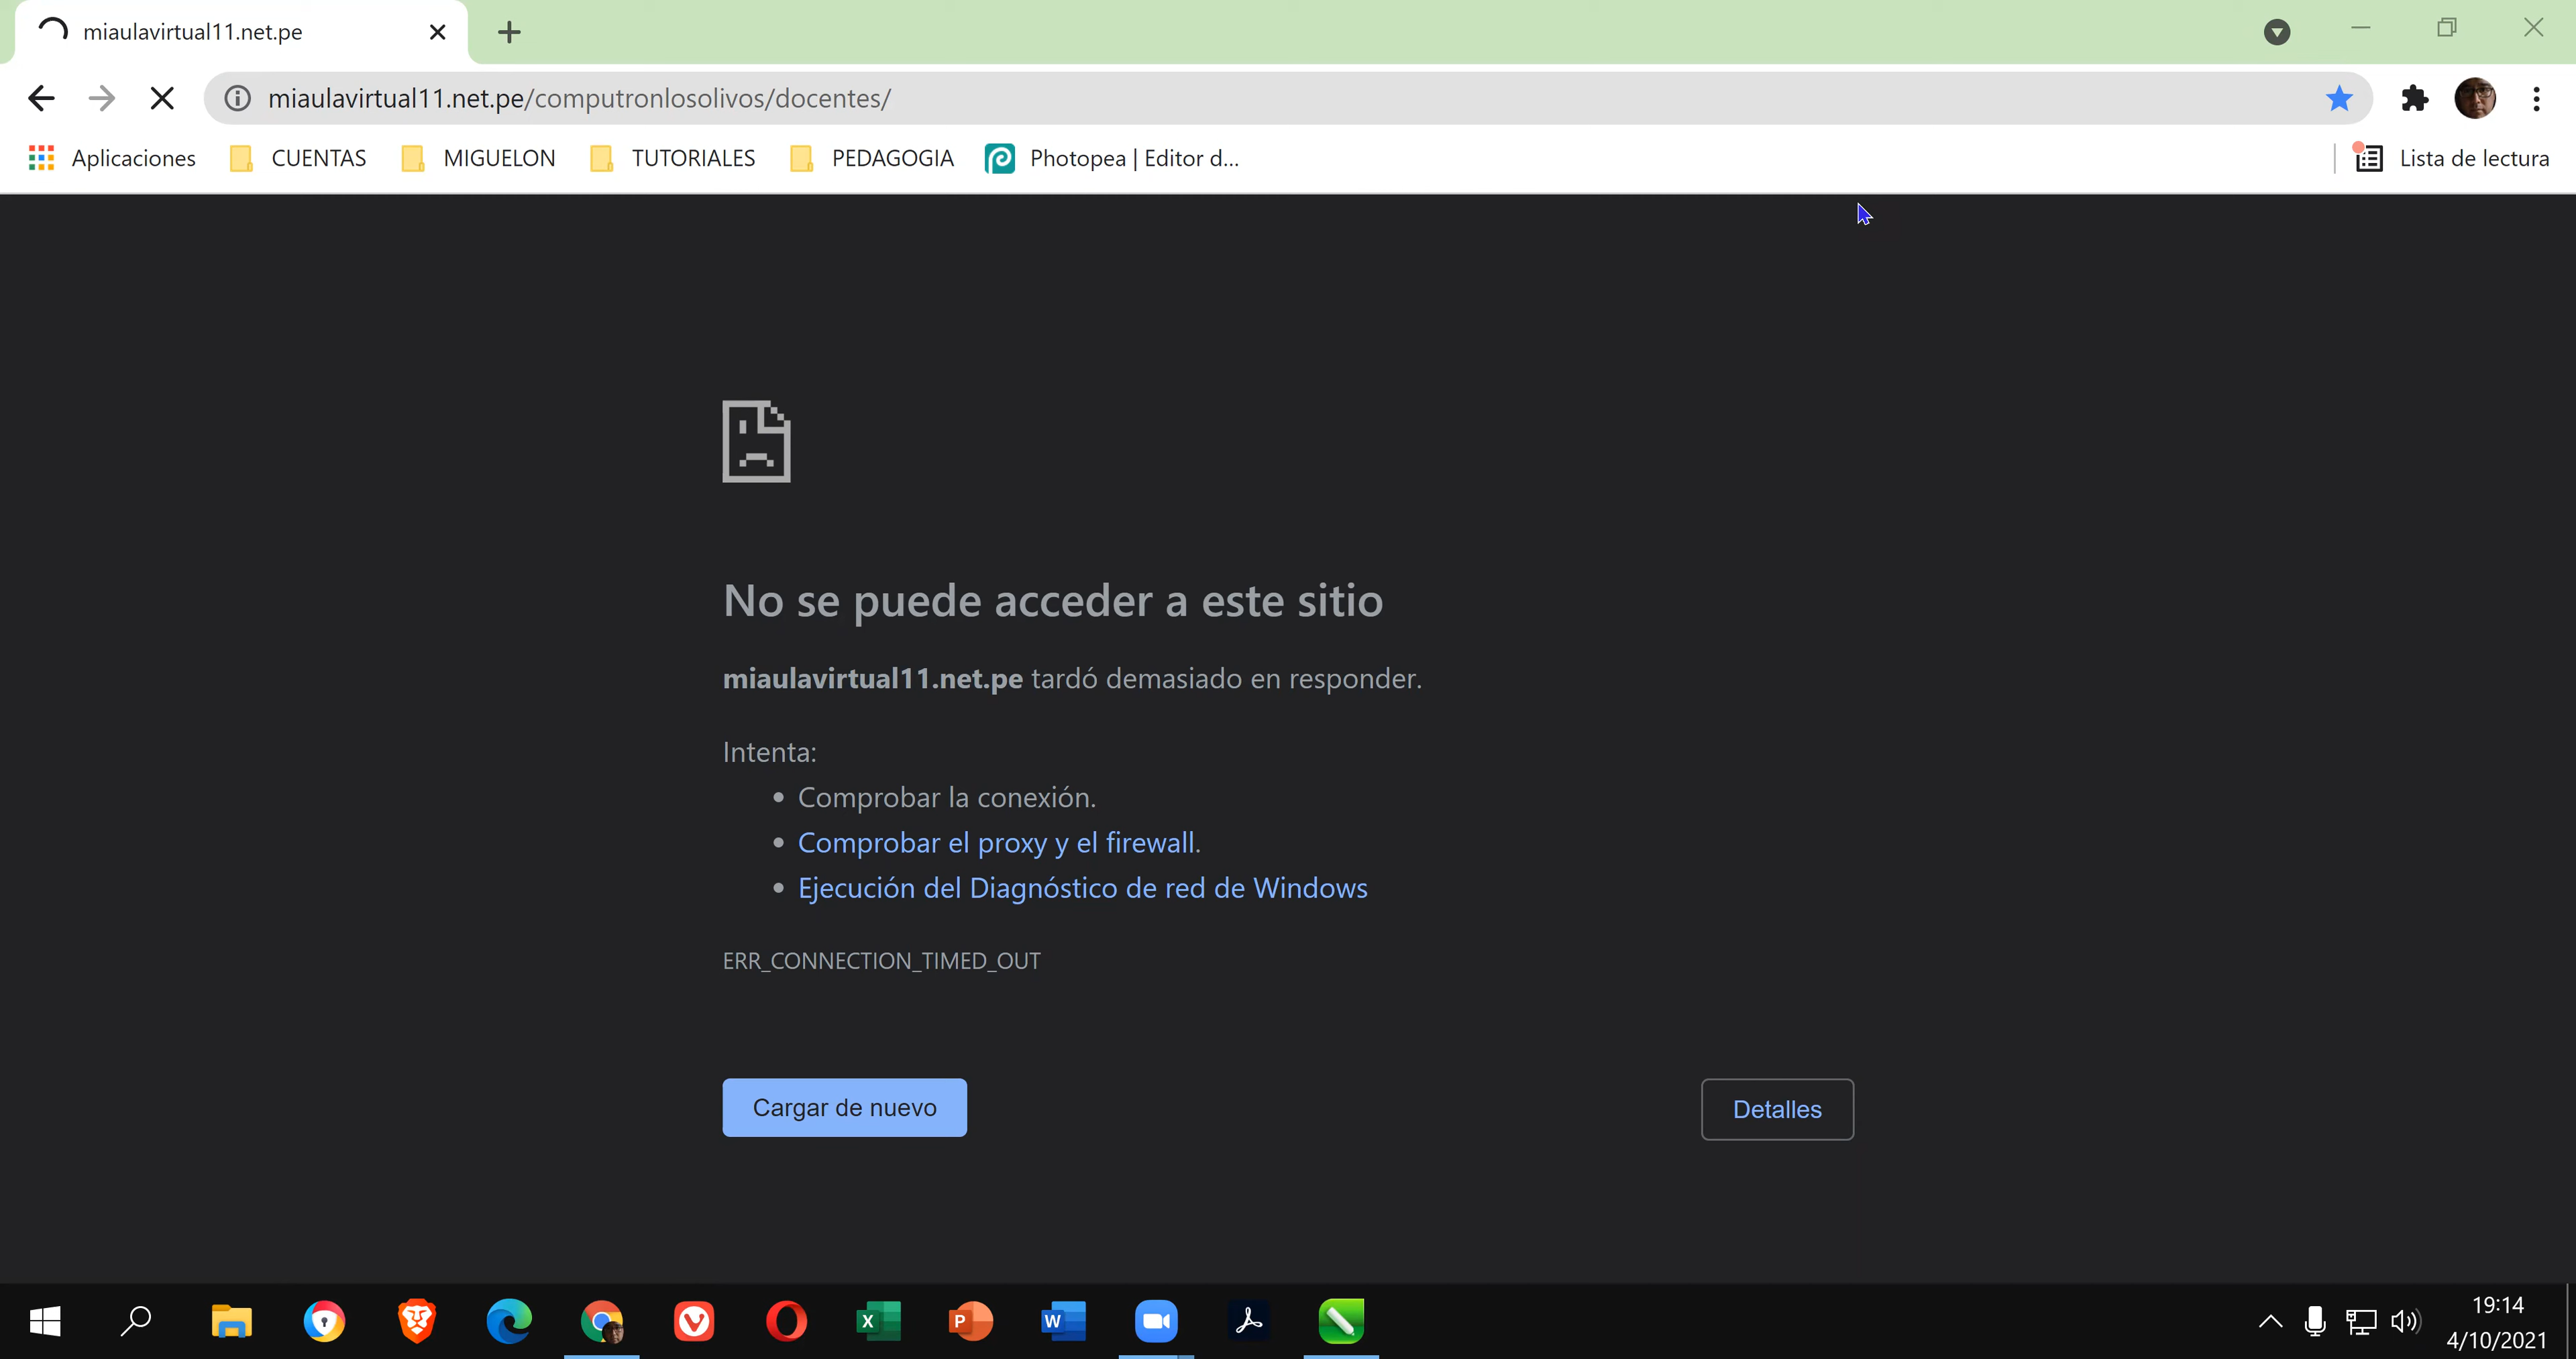 miaulavirtual11.net.pe
miaulavirtual11.net.pe/computronlosolivos/docentes/
Aplicaciones CUENTAS MIGUELON TUTORIALES PEDAGOGIA Photopea | Editor d... Lista de lectura
No se puede acceder a este sitio
miaulavirtual11.net.pe tardó demasiado en responder.
Intenta:
• Comprobar la conexión.
• Comprobar el proxy y el firewall.
• Ejecución del Diagnóstico de red de Windows
ERR_CONNECTION_TIMED_OUT
Cargar de nuevo Detalles
19:14
4/10/2021